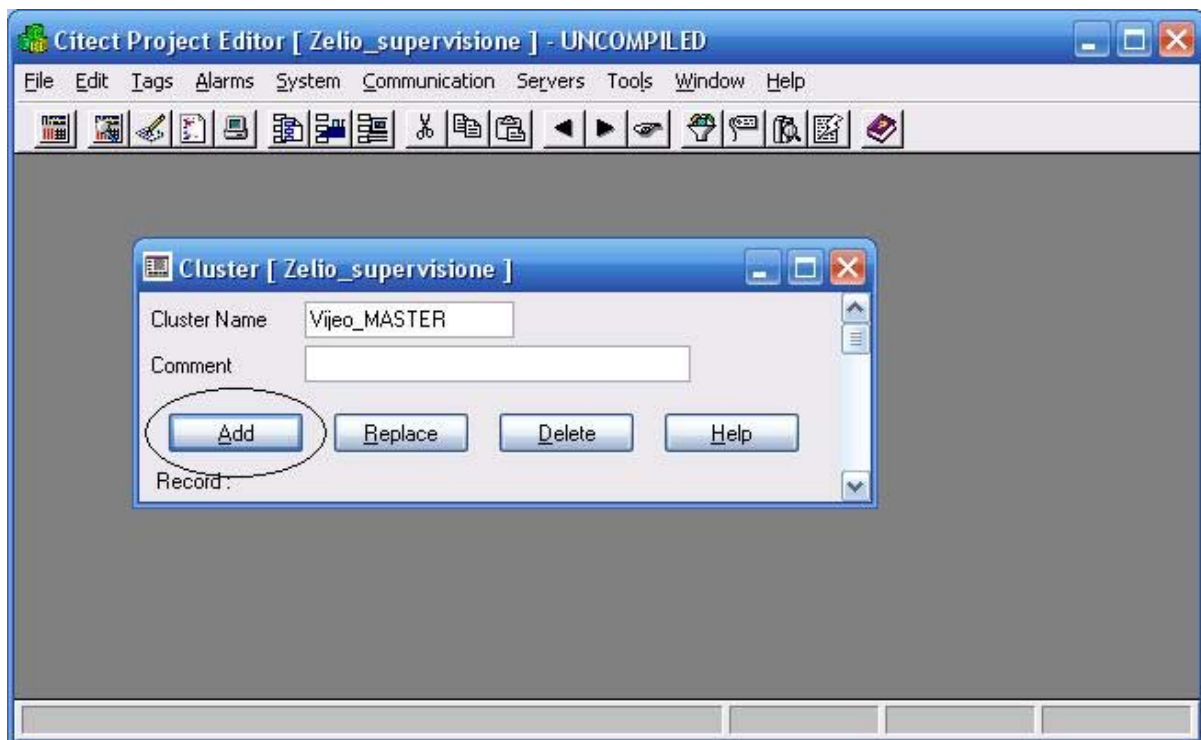 Citect Project Editor [ Zelio_supervisione ] - UNCOMPILED
File Edit Tags Alarms System Communication Servers Tools Window Help
Cluster [ Zelio_supervisione ]
Cluster Name Vijeo_MASTER
Comment
Add Replace Delete Help
Record :